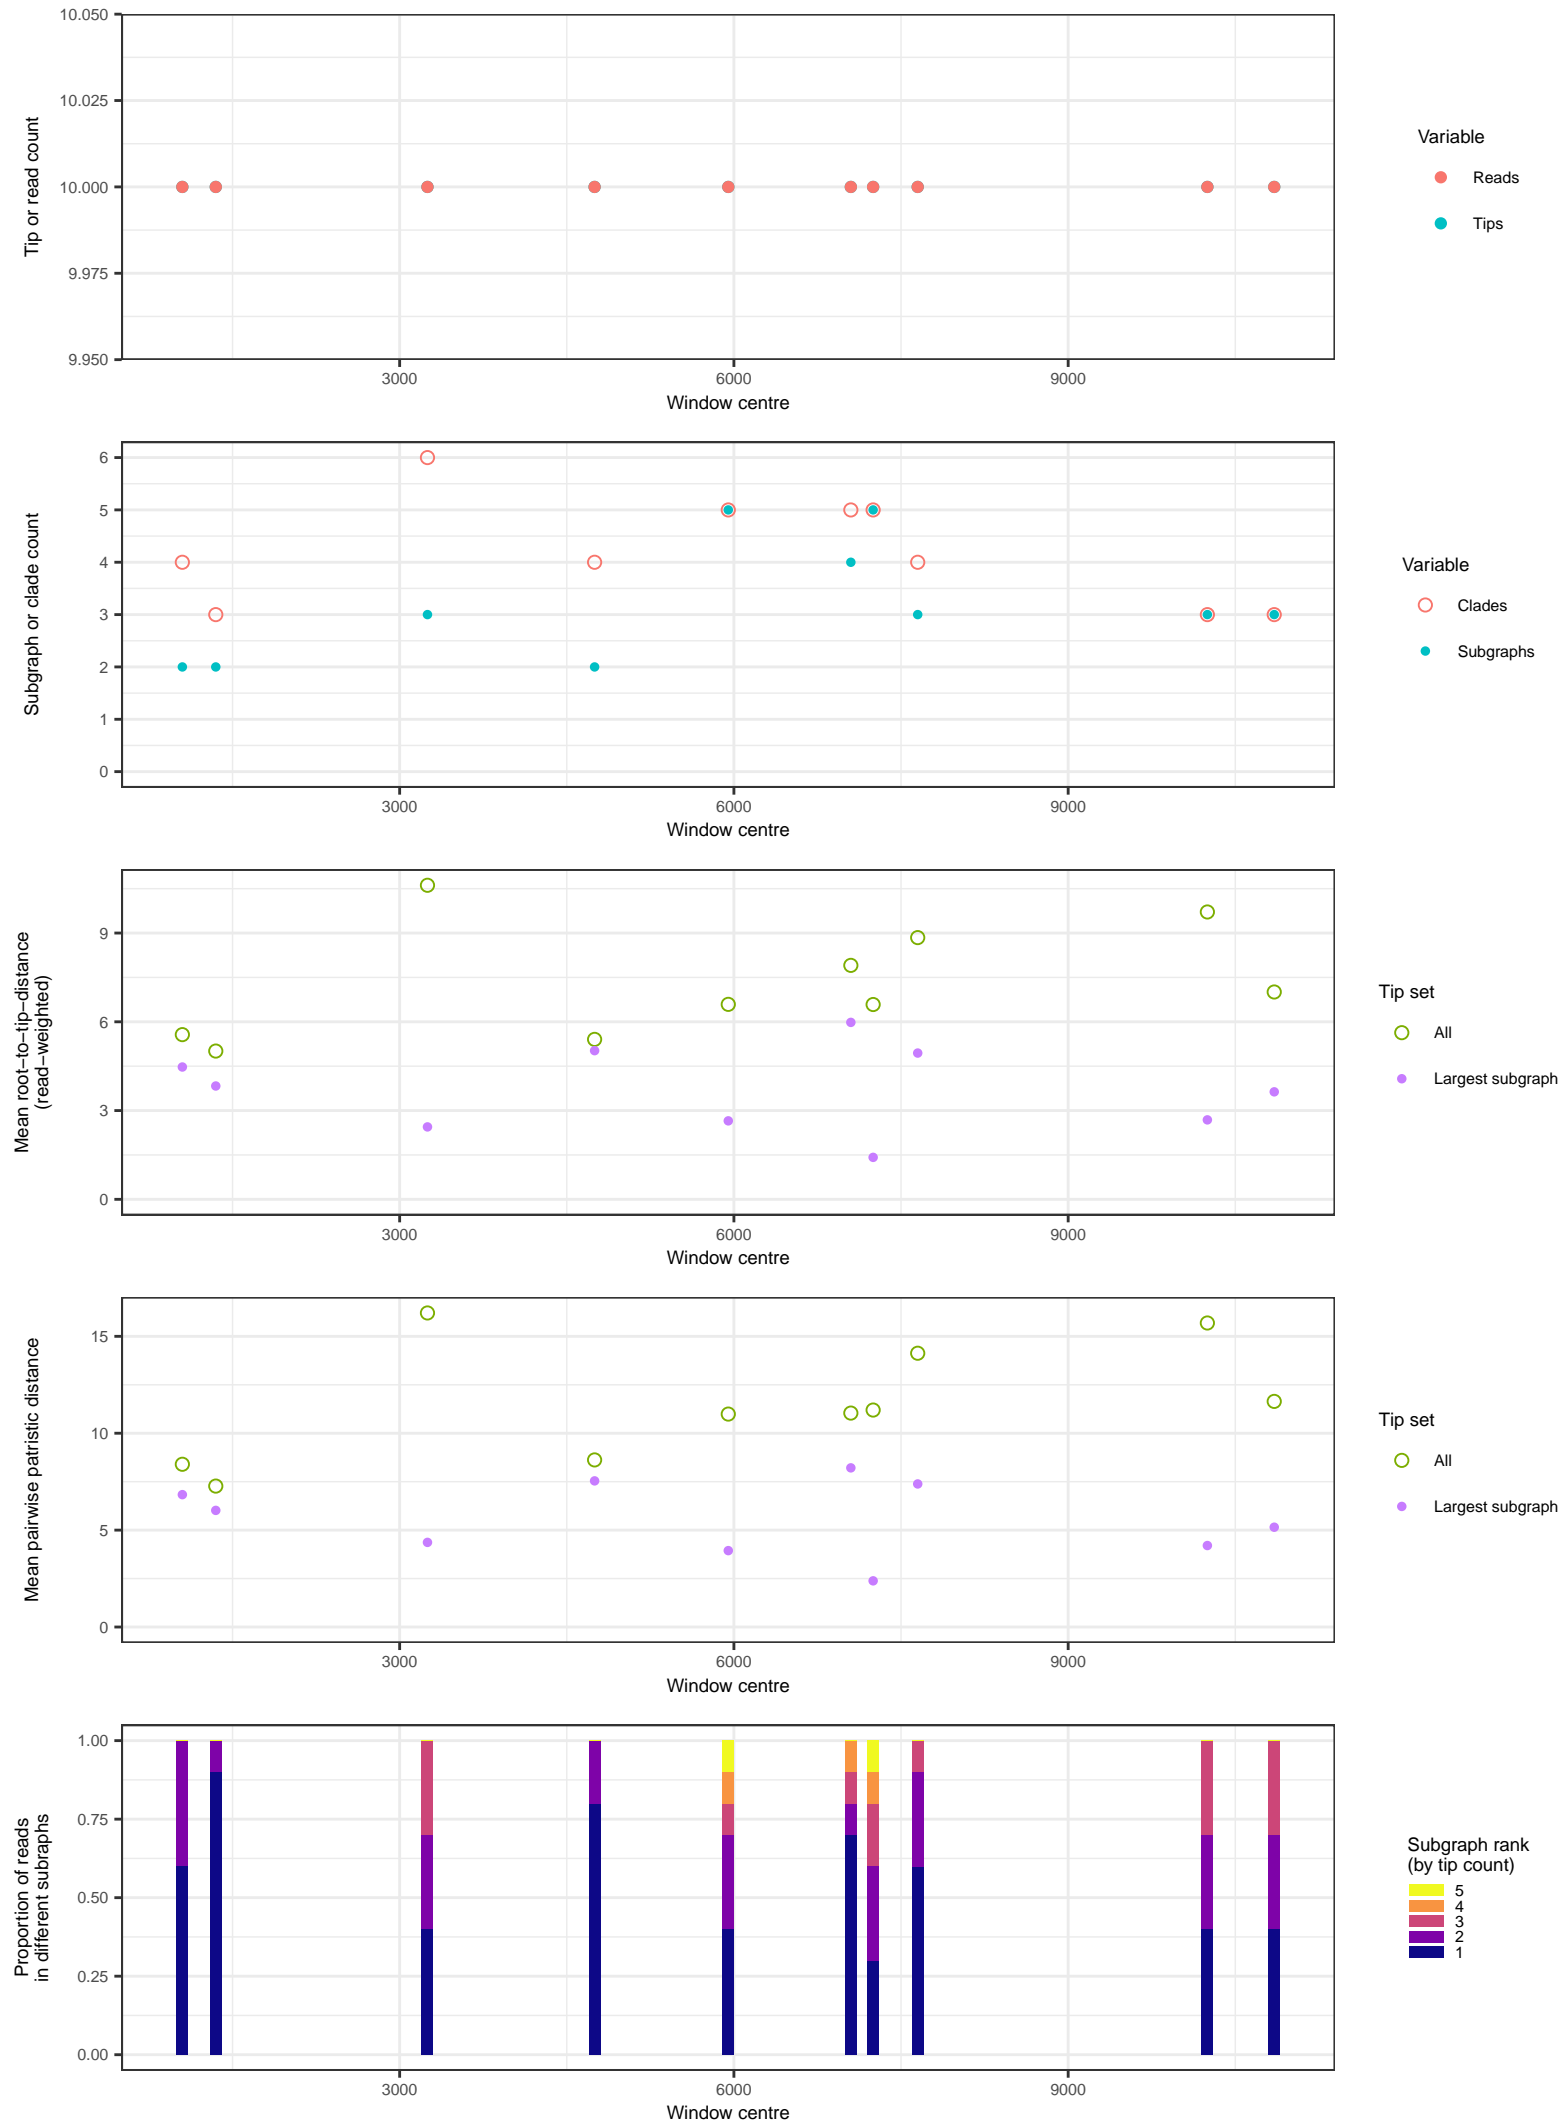 10.050
10.025
10.000
9.975
9.950
Tip or read count
3000
6000
9000
Window centre
Variable
Reads
Tips
6
5
4
3
2
1
0
Subgraph or clade count
3000
6000
9000
Window centre
Variable
Clades
Subgraphs
9
6
3
0
Mean root−to−tip−distance
(read−weighted)
3000
6000
9000
Window centre
Tip set
All
Largest subgraph
15
10
5
0
Mean pairwise patristic distance
3000
6000
9000
Window centre
Tip set
All
Largest subgraph
1.00
0.75
0.50
0.25
0.00
Proportion of reads
in different subraphs
3000
6000
9000
Window centre
Subgraph rank
(by tip count)
5
4
3
2
1